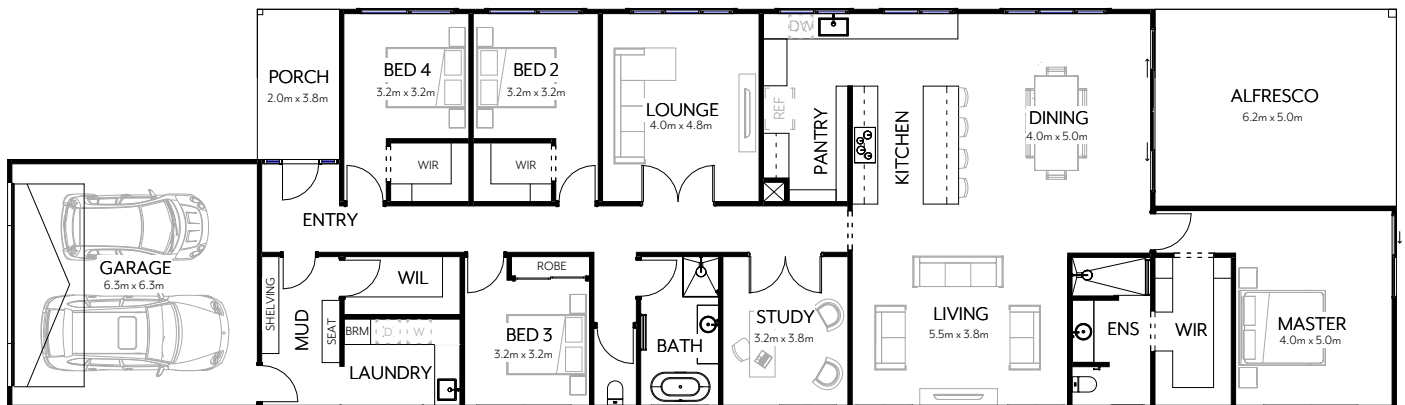 PORCH
2.0m x 3.8m
BED 4
3.2m x 3.2m
WIR
BED 2
3.2m x 3.2m
WIR
LOUNGE
4.0m x 4.8m
DW
REF
PANTRY
KITCHEN
DINING
4.0m x 5.0m
ALFRESCO
6.2m x 5.0m
ENTRY
GARAGE
6.3m x 6.3m
SHELVING
MUD
SEAT
WIL
BRM
D
W
LAUNDRY
ROBE
BED 3
3.2m x 3.2m
BATH
STUDY
3.2m x 3.8m
LIVING
5.5m x 3.8m
ENS
WIR
MASTER
4.0m x 5.0m